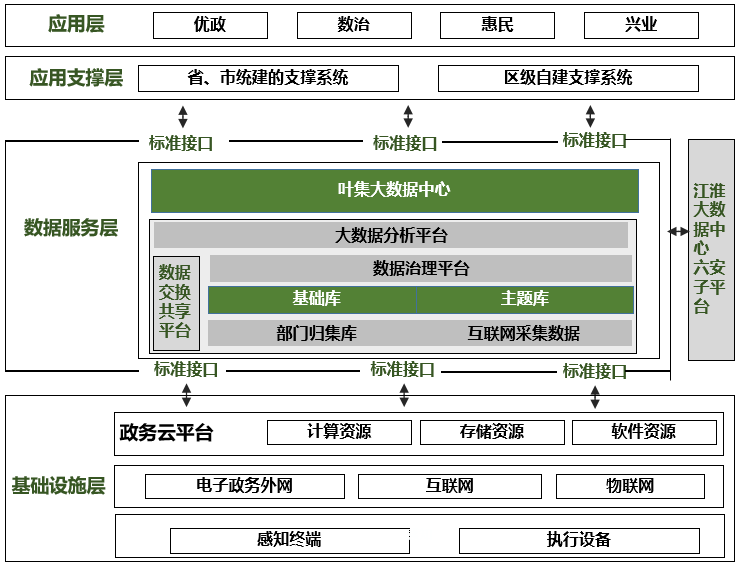 应用层
优政
数治
惠民
兴业
应用支撑层
省、市统建的支撑系统
区级自建支撑系统
标准接口
标准接口
标准接口
数据服务层
叶集大数据中心
大数据分析平台
数据
交换
共享
平台
数据治理平台
基础库
主题库
部门归集库
互联网采集数据
江淮
大数
据中
心
六安
子平
台
标准接口
标准接口
标准接口
基础设施层
政务云平台
计算资源
存储资源
软件资源
电子政务外网
互联网
物联网
感知终端
执行设备